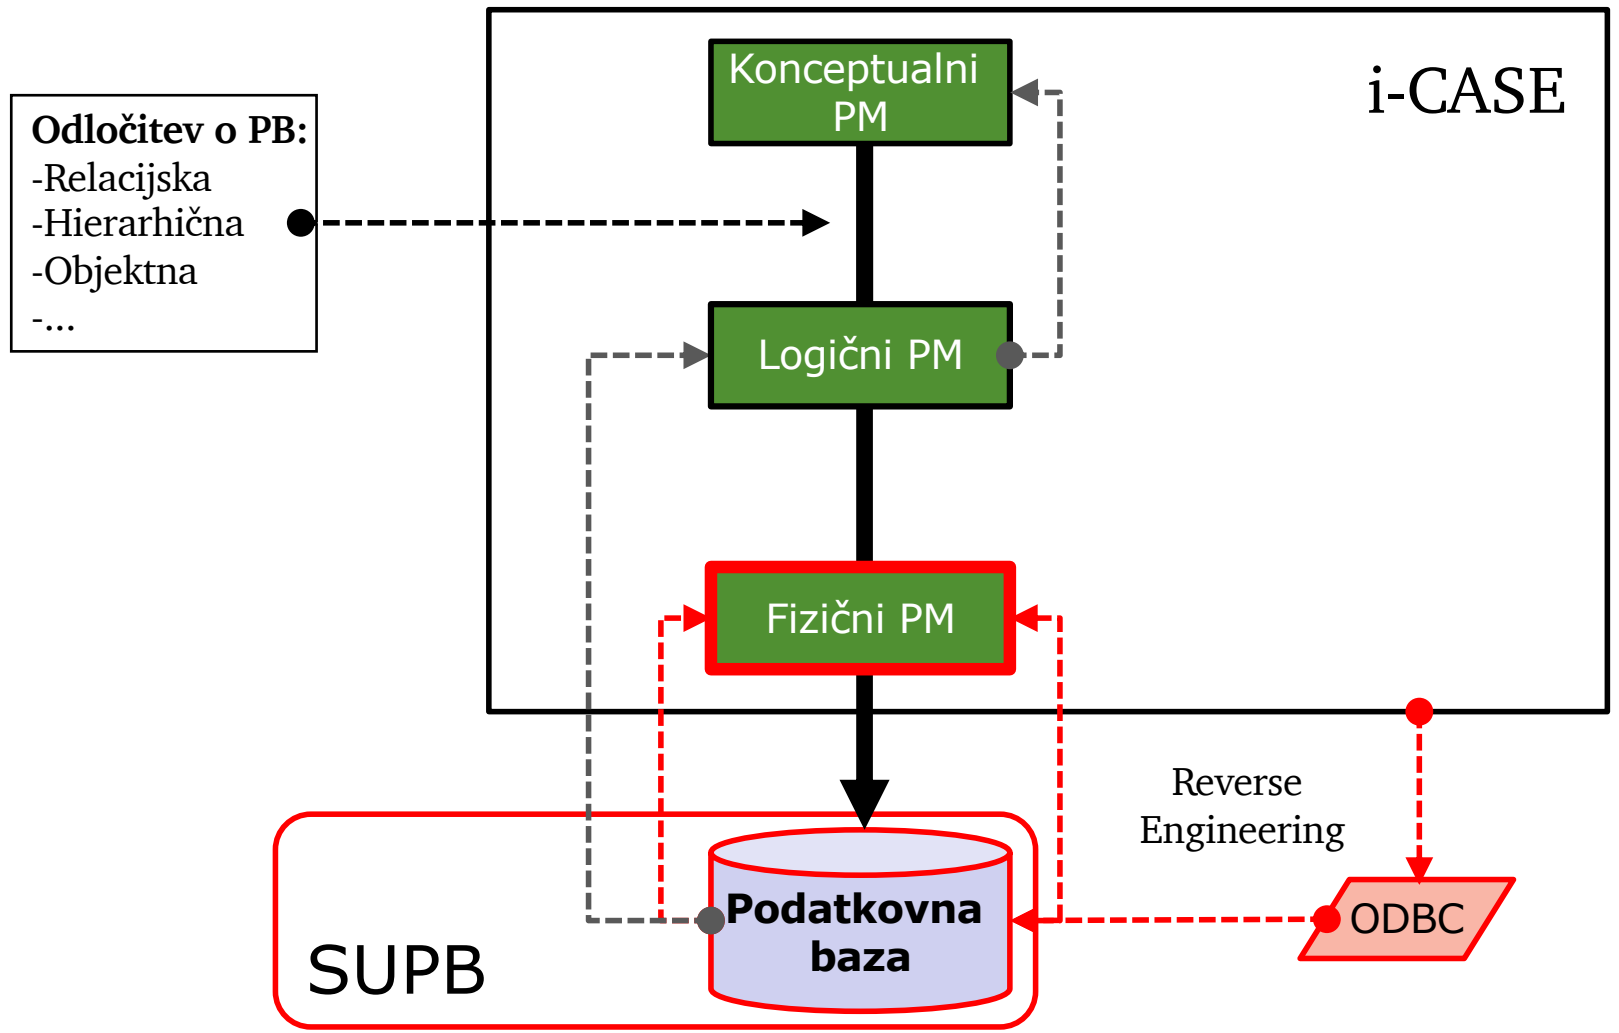 i-CASE
Konceptualni
PM
Odločitev o PB:
-Relacijska
-Hierarhična
-Objektna
-...
Logični PM
Fizični PM
Reverse
Engineering
ODBC
Podatkovna
baza
SUPB